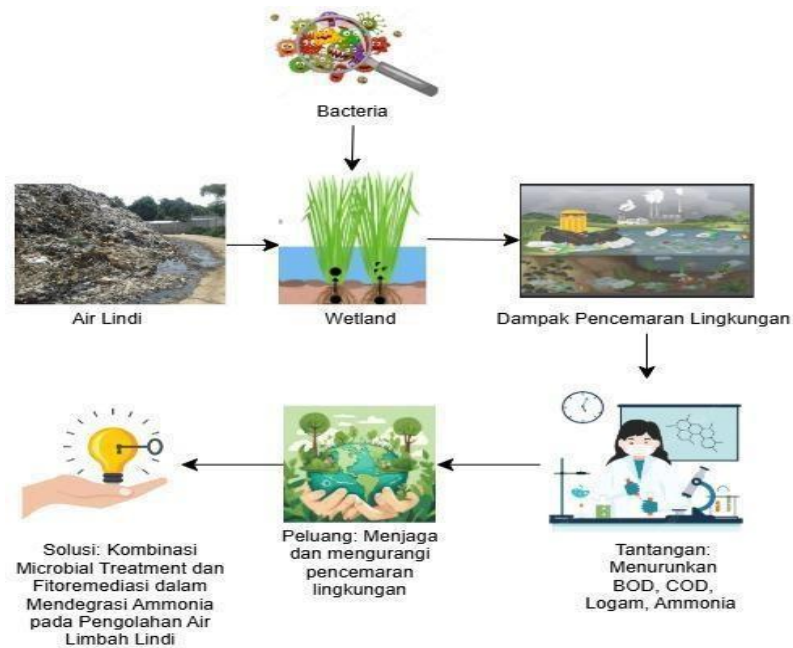 Bacteria
Air Lindi
Wetland
Dampak Pencemaran Lingkungan
Solusi: Kombinasi
Microbial Treatment dan
Fitoremediasi dalam
Mendegrasi Ammonia
pada Pengolahan Air
Limbah Lindi
Peluang: Menjaga
dan mengurangi
pencemaran
lingkungan
Tantangan:
Menurunkan
BOD, COD,
Logam, Ammonia